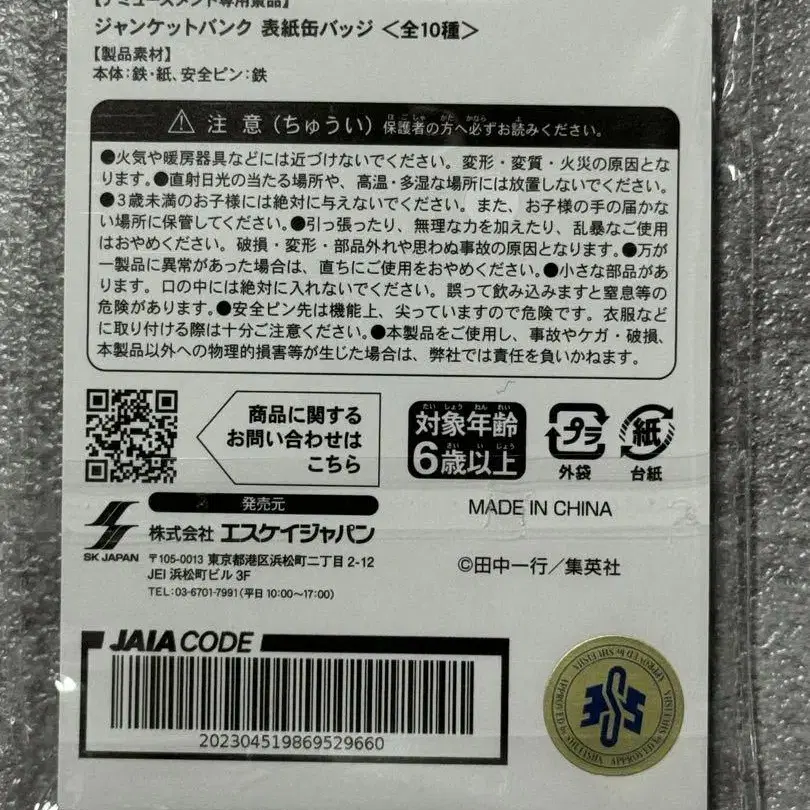 【アミューズメント専用景品】
ジャンケットバンク 表紙缶バッジ <全10種>
【製品素材】
本体:鉄・紙、安全ピン:鉄
注意(ちゅうい)保護者の方へ必ずお読みください。
●火気や暖房器具などには近づけないでください。変形・変質・火災の原因とな
ります。●直射日光の当たる場所や、高温・多湿な場所には放置しないでください。
●3歳未満のお子様には絶対に与えないでください。また、お子様の手の届かな
い場所に保管してください。●引っ張ったり、無理な力を加えたり、乱暴なご使用
はおやめください。破損・変形・部品外れや思わぬ事故の原因となります。●万が
一製品に異常があった場合は、直ちにご使用をおやめください。●小さな部品があ
ります。口の中には絶対に入れないでください。誤って飲み込みますと窒息等の
危険があります。●安全ピン先は機能上、尖っていますので危険です。衣服など
に取り付ける際は十分ご注意ください。●本製品をご使用し、事故やケガ・破損、
本製品以外への物理的損害等が生じた場合は、弊社では責任を負いかねます。
商品に関する
お問い合わせは
こちら
対象年齢
6歳以上
プラ
外袋
紙
台紙
発売元
SK JAPAN
株式会社 エスケイジャパン
〒105-0013 東京都港区浜松町二丁目 2-12
JEI 浜松町ビル 3F
TEL:03-6701-7991(平日 10:00〜17:00)
MADE IN CHINA
©田中一行/集英社
JAIA CODE
202304519869529660
APPROVED by SHUEISHA